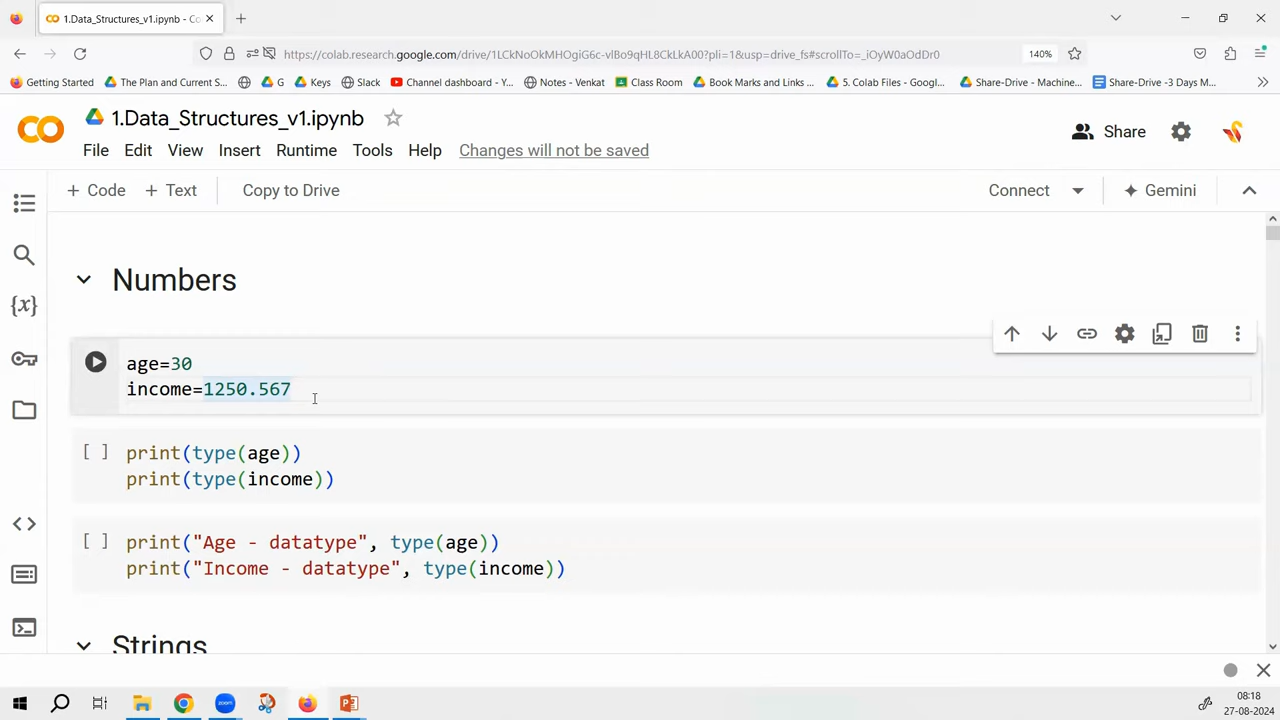 1.Data_Structures_v1.ipynb - Co
https://colab.research.google.com/drive/1LCkNoOkMHOgiG6c-vlBo9qHL8CkLkA00?pli=1&usp=drive_fs#scrollTo=_iOyW0aOdDr0
140%
Getting Started
The Plan and Current S...
G
Keys
Slack
Channel dashboard - Y...
Notes - Venkat
Class Room
Book Marks and Links ...
5. Colab Files - Googl...
Share-Drive - Machine...
Share-Drive -3 Days M...
1.Data_Structures_v1.ipynb
Share
File Edit View Insert Runtime Tools Help Changes will not be saved
+ Code + Text Copy to Drive Connect Gemini
Numbers
age=30
income=1250.567
[ ] print(type(age))
print(type(income))
[ ] print("Age - datatype", type(age))
print("Income - datatype", type(income))
Strings
zoom
08:18
27-08-2024